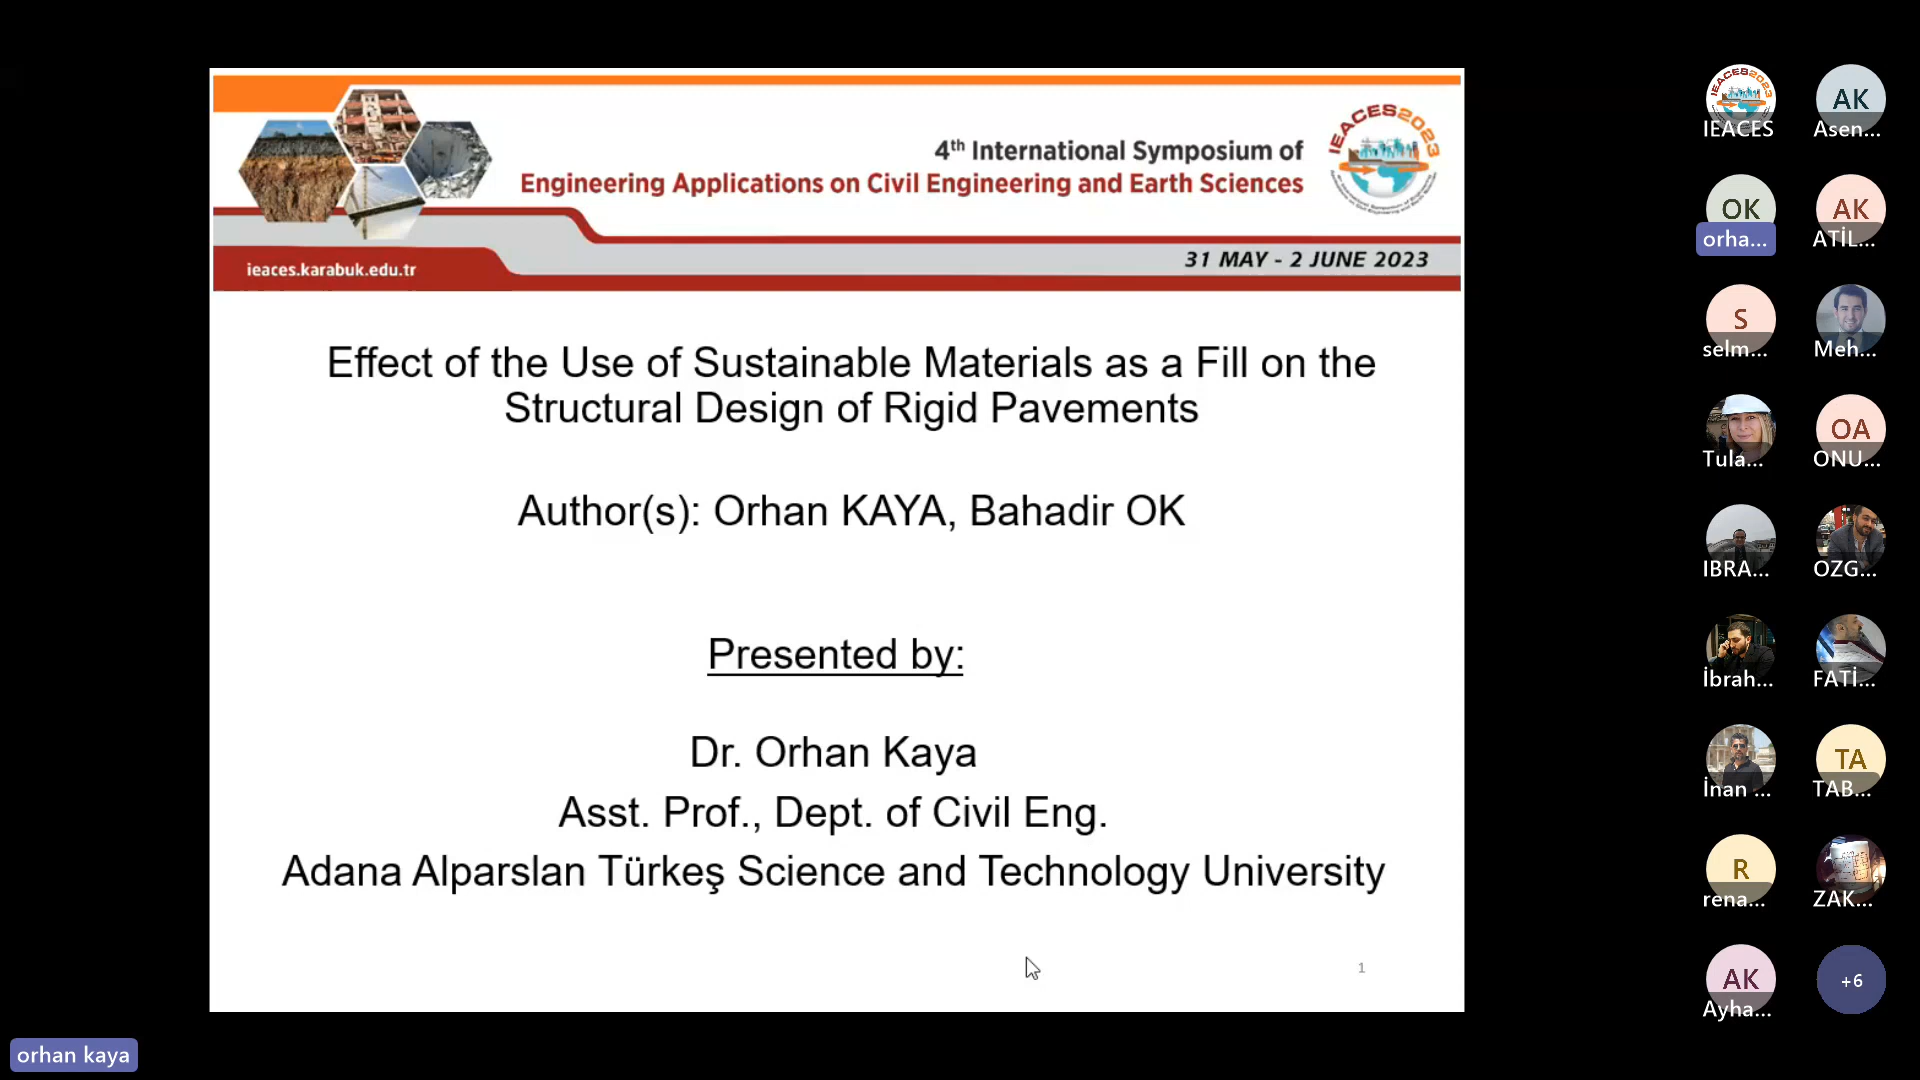 4th International Symposium of
Engineering Applications on Civil Engineering and Earth Sciences
IEACES2023
31 MAY - 2 JUNE 2023
ieaces.karabuk.edu.tr
Effect of the Use of Sustainable Materials as a Fill on the
Structural Design of Rigid Pavements
Author(s): Orhan KAYA, Bahadir OK
Presented by:
Dr. Orhan Kaya
Asst. Prof., Dept. of Civil Eng.
Adana Alparslan Türkeş Science and Technology University
1
orhan kaya
IEACES2023
IEACES
AK
Asen...
OK
orha...
AK
ATİL...
S
selm...
Meh...
Tula...
OA
ONU...
IBRA...
OZG...
İbrah...
FATİ...
İnan ...
TA
TAB...
R
rena...
ZAK...
AK
Ayha...
+6